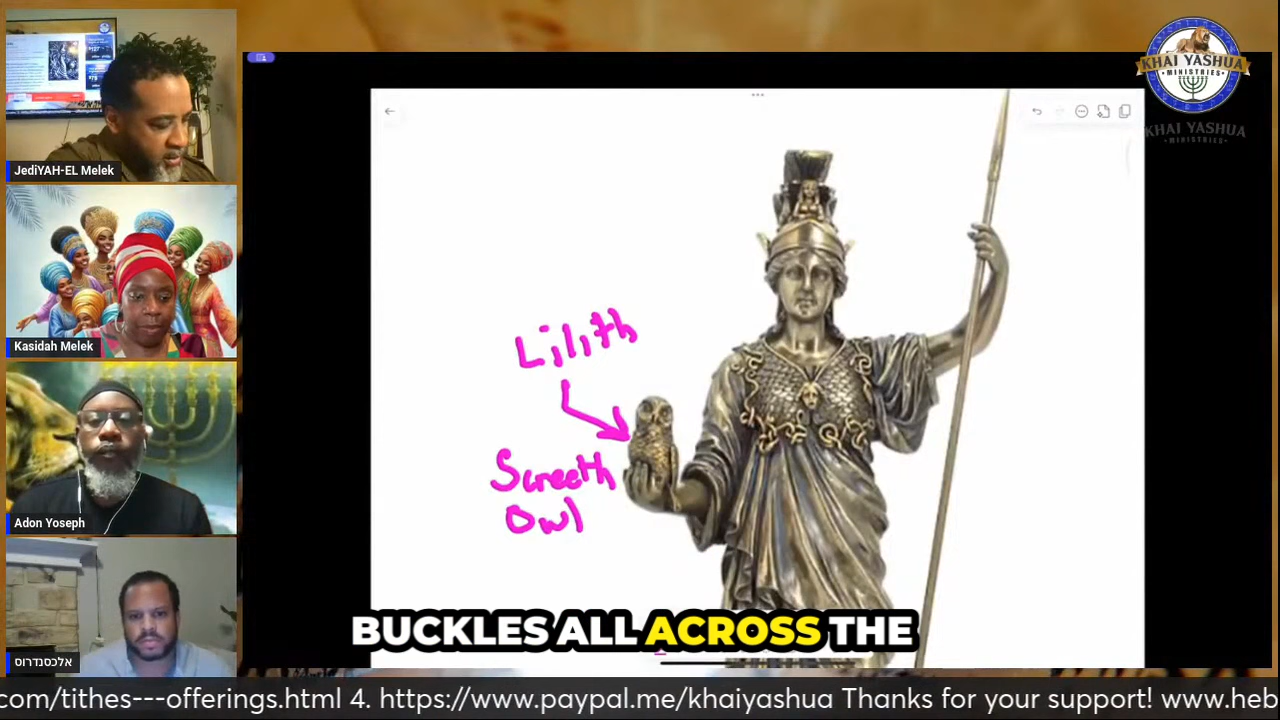 JediYAH-EL Melek
Kasidah Melek
Adon Yoseph
אלכסנדרוס
KHAI YASHUA
MINISTRIES
KHAI YASHUA
MINISTRIES
Lilith
Screeth
Owl
BUCKLES ALL ACROSS THE
com/tithes---offerings.html 4. https://www.paypal.me/khaiyashua Thanks for your support! www.heb